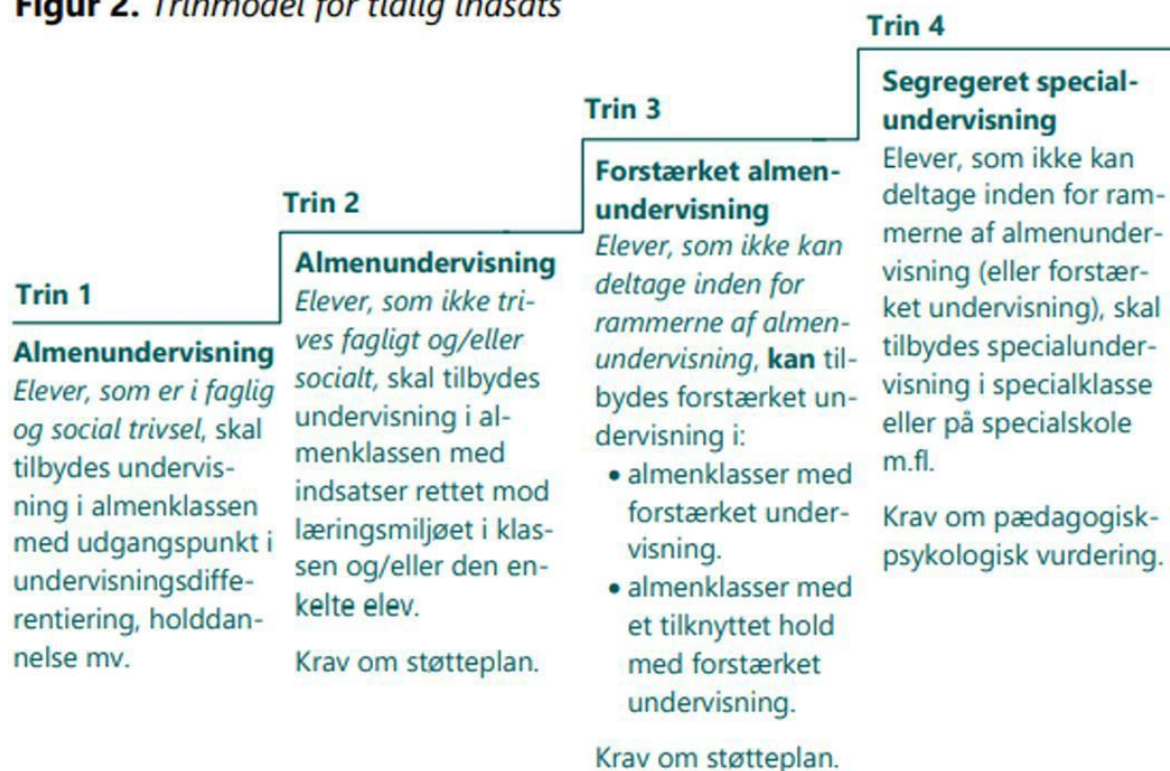 Figur 2. Trinmodel for tidlig indsats
Trin 1
Almenundervisning
Elever, som er i faglig
og social trivsel, skal
tilbydes undervis-
ning i almenklassen
med udgangspunkt i
undervisningsdiffe-
rentiering, holddan-
nelse mv.
Trin 2
Almenundervisning
Elever, som ikke tri-
ves fagligt og/eller
socialt, skal tilbydes
undervisning i al-
menklassen med
indsatser rettet mod
læringsmiljøet i klas-
sen og/eller den en-
kelte elev.
Krav om støtteplan.
Trin 3
Forstærket almen-
undervisning
Elever, som ikke kan
deltage inden for
rammerne af almen-
undervisning, kan til-
bydes forstærket un-
dervisning i:
• almenklasser med
forstærket under-
visning.
• almenklasser med
et tilknyttet hold
med forstærket
undervisning.
Krav om støtteplan.
Trin 4
Segregeret special-
undervisning
Elever, som ikke kan
deltage inden for ram-
merne af almenunder-
visning (eller forstær-
ket undervisning), skal
tilbydes specialunder-
visning i specialklasse
eller på specialskole
m.fl.
Krav om pædagogisk-
psykologisk vurdering.